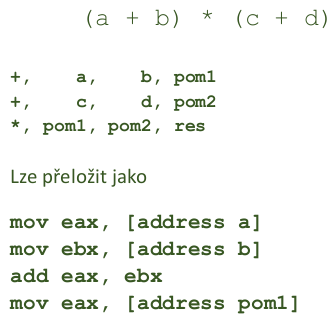 (a + b) * (c + d)
+, a, b, pom1
+, c, d, pom2
*, pom1, pom2, res
Lze přeložit jako
mov eax, [address a]
mov ebx, [address b]
add eax, ebx
mov eax, [address pom1]